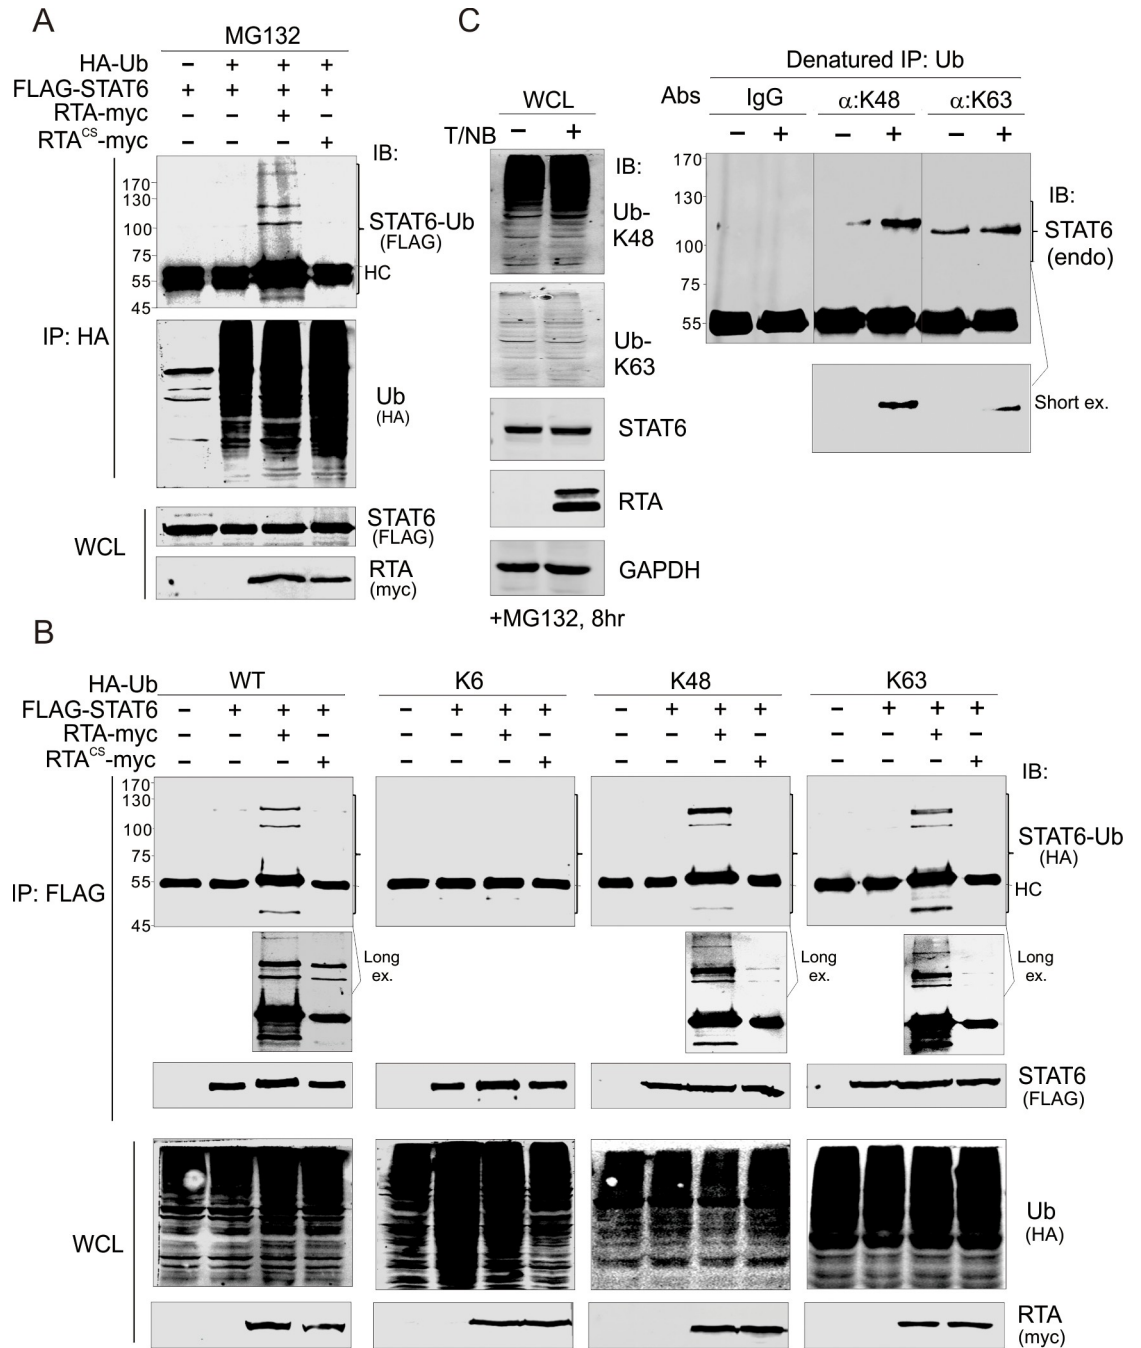 A
MG132
HA-Ub − + + +
FLAG-STAT6 + + + +
RTA-myc − − + −
RTACS-myc − − − +
IB:
170
130
100
75
55
45
STAT6-Ub
(FLAG)
HC
IP: HA
Ub
(HA)
STAT6
(FLAG)
WCL
RTA
(myc)
C
WCL
T/NB − +
IB:
Ub-
K48
Ub-
K63
STAT6
RTA
GAPDH
+MG132, 8hr
Denatured IP: Ub
Abs IgG α:K48 α:K63
− + − + − +
170
130
100
75
55
IB:
STAT6
(endo)
Short ex.
B
HA-Ub WT K6 K48 K63
FLAG-STAT6 − + + + − + + + − + + + − + + +
RTA-myc − − + − − − + − − − + − − − + −
RTACS-myc − − − + − − − + − − − + − − − +
IB:
170
130
100
75
55
45
STAT6-Ub
(HA)
HC
IP: FLAG
Long
ex.
Long
ex.
Long
ex.
STAT6
(FLAG)
WCL
Ub
(HA)
RTA
(myc)